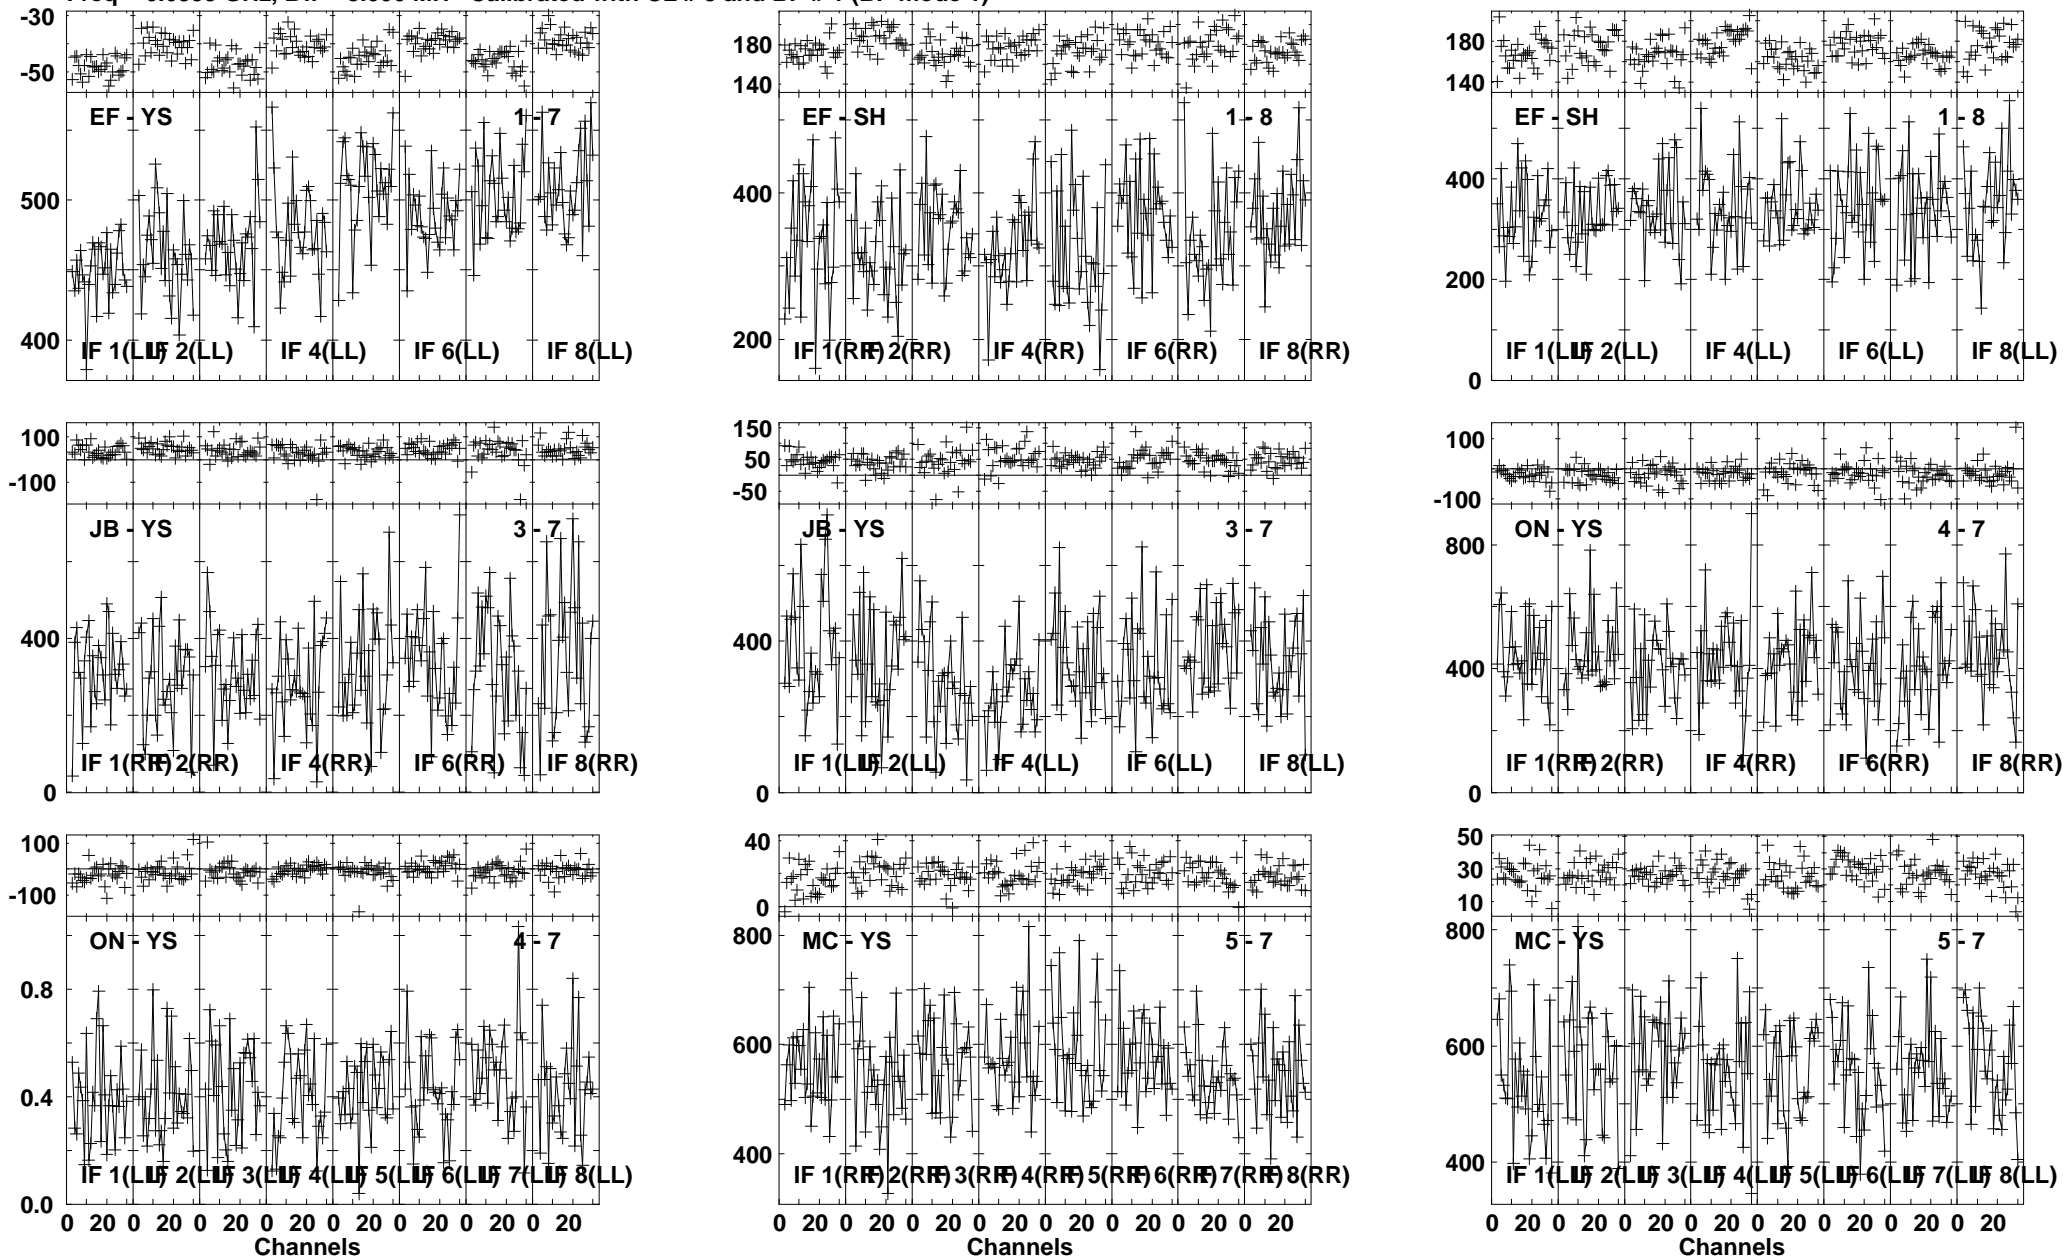 Calibrated with and
-30
-50
EF - YS 1 - 7
500
400
IF 1(LL) IF 2(LL) IF 4(LL) IF 6(LL) IF 8(LL)
180
140
EF - SH 1 - 8
400
200
IF 1(RR) IF 2(RR) IF 4(RR) IF 6(RR) IF 8(RR)
180
140
EF - SH 1 - 8
400
200
0
IF 1(LL) IF 2(LL) IF 4(LL) IF 6(LL) IF 8(LL)
100
-100
JB - YS 3 - 7
400
0
IF 1(RR) IF 2(RR) IF 4(RR) IF 6(RR) IF 8(RR)
150
50
-50
JB - YS 3 - 7
400
0
IF 1(LL) IF 2(LL) IF 4(LL) IF 6(LL) IF 8(LL)
100
-100
ON - YS 4 - 7
800
400
0
IF 1(RR) IF 2(RR) IF 4(RR) IF 6(RR) IF 8(RR)
100
-100
ON - YS 4 - 7
0.8
0.4
0.0
IF 1(LL) IF 2(LL) IF 3(LL) IF 4(LL) IF 5(LL) IF 6(LL) IF 7(LL) IF 8(LL)
0 20 0 20 0 20 0 20 0 20 0 20 0 20 0 20
Channels
40
0
MC - YS 5 - 7
800
600
400
IF 1(RR) IF 2(RR) IF 3(RR) IF 4(RR) IF 5(RR) IF 6(RR) IF 7(RR) IF 8(RR)
0 20 0 20 0 20 0 20 0 20 0 20 0 20 0 20
Channels
50
30
10
MC - YS 5 - 7
800
600
400
IF 1(LL) IF 2(LL) IF 3(LL) IF 4(LL) IF 5(LL) IF 6(LL) IF 7(LL) IF 8(LL)
0 20 0 20 0 20 0 20 0 20 0 20 0 20 0 20
Channels